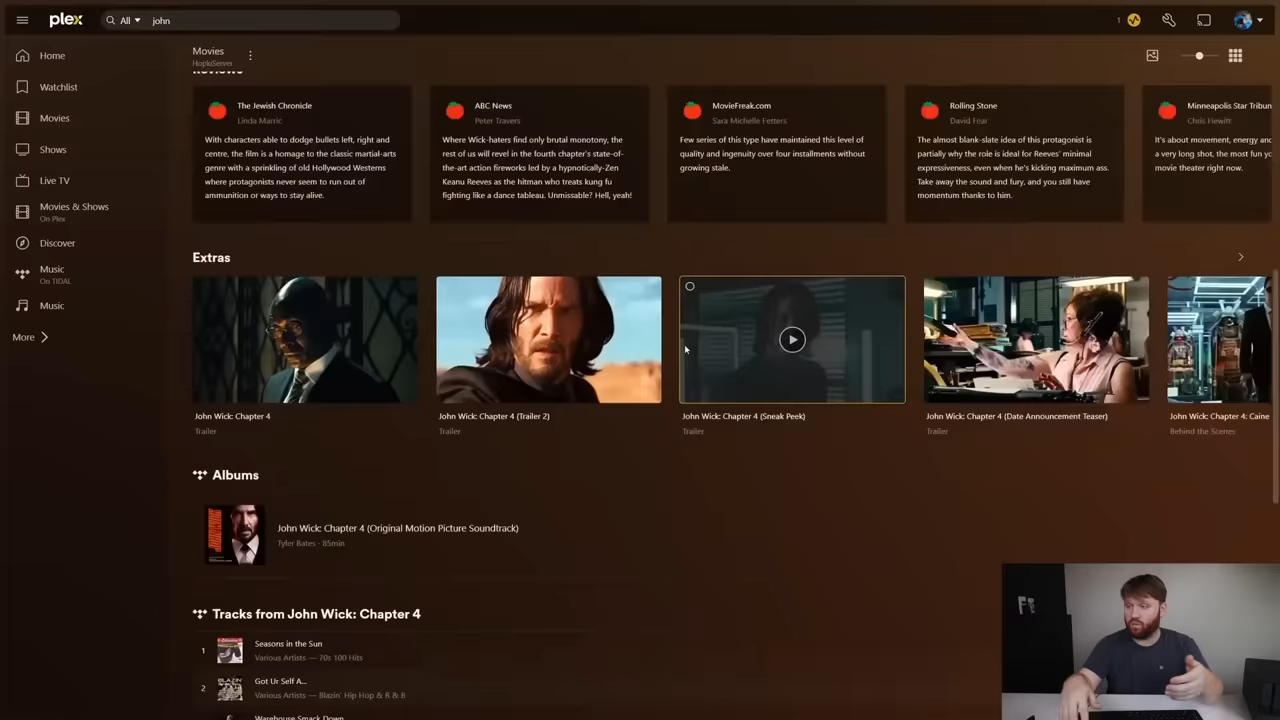 plex
All
john
1
Home
Watchlist
Movies
Shows
Live TV
Movies & Shows
On Plex
Discover
Music
On TIDAL
Music
More
Movies
HoploServer
Reviews
The Jewish Chronicle
Linda Marric
With characters able to dodge bullets left, right and
centre, the film is a homage to the classic martial-arts
genre with a sprinkling of old Hollywood Westerns
where protagonists never seem to run out of
ammunition or ways to stay alive.
ABC News
Peter Travers
Where Wick-haters find only brutal monotony, the
rest of us will revel in the fourth chapter's state-of-
the-art action fireworks led by a hypnotically-Zen
Keanu Reeves as the hitman who treats kung fu
fighting like a dance tableau. Unmissable? Hell, yeah!
MovieFreak.com
Sara Michelle Fetters
Few series of this type have maintained this level of
quality and ingenuity over four installments without
growing stale.
Rolling Stone
David Fear
The almost blank-slate idea of this protagonist is
partially why the role is ideal for Reeves' minimal
expressiveness, even when he's kicking maximum ass.
Take away the sound and fury, and you still have
momentum thanks to him.
Minneapolis Star Tribun
Chris Hewitt
It's about movement, energy and
a very long shot, the most fun yo
movie theater right now.
Extras
John Wick: Chapter 4
Trailer
John Wick: Chapter 4 (Trailer 2)
Trailer
John Wick: Chapter 4 (Sneak Peek)
Trailer
John Wick: Chapter 4 (Date Announcement Teaser)
Trailer
John Wick: Chapter 4: Caine
Behind the Scenes
Albums
John Wick: Chapter 4 (Original Motion Picture Soundtrack)
Tyler Bates · 85min
Tracks from John Wick: Chapter 4
1
Seasons in the Sun
Various Artists — 70s 100 Hits
2
Got Ur Self A...
Various Artists — Blazin' Hip Hop & R & B
Warehouse Smack Down